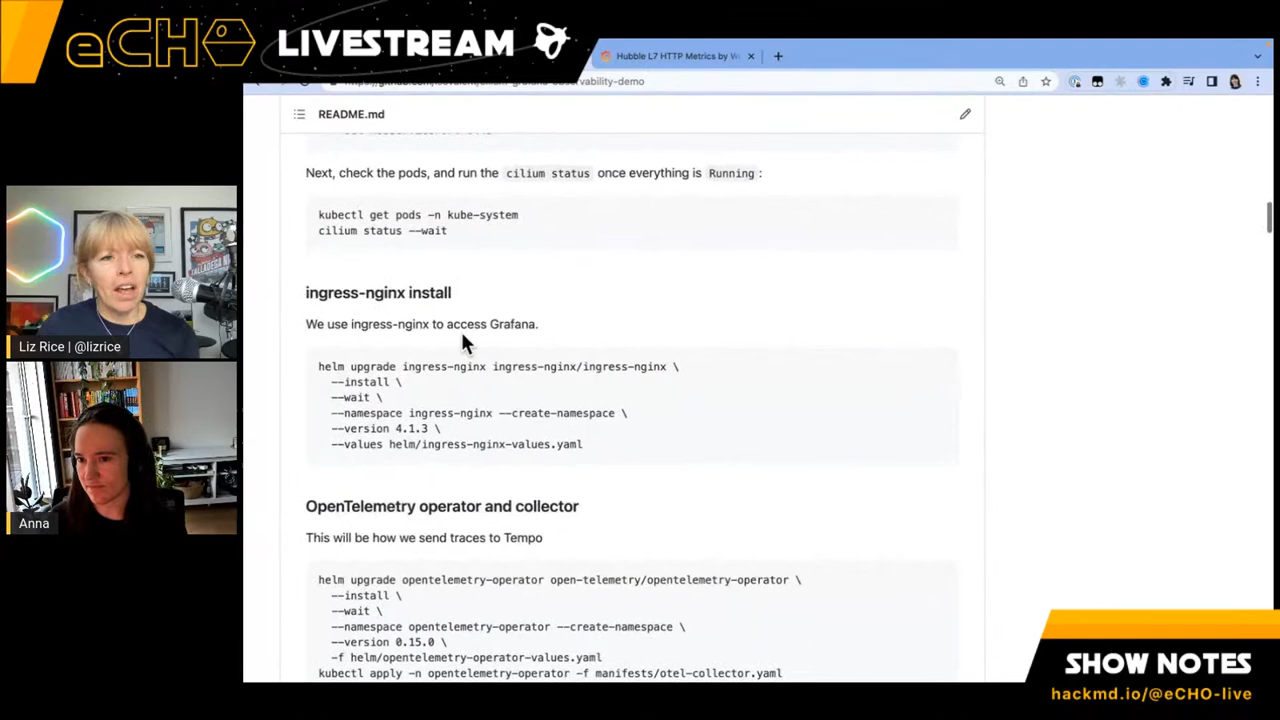 eCHO LIVESTREAM
Hubble L7 HTTP Metrics by W
observability-demo
README.md
Next, check the pods, and run the cilium status once everything is Running :
kubectl get pods -n kube-system
cilium status --wait
ingress-nginx install
We use ingress-nginx to access Grafana.
helm upgrade ingress-nginx ingress-nginx/ingress-nginx \
--install \
--wait \
--namespace ingress-nginx --create-namespace \
--version 4.1.3 \
--values helm/ingress-nginx-values.yaml
OpenTelemetry operator and collector
This will be how we send traces to Tempo
helm upgrade opentelemetry-operator open-telemetry/opentelemetry-operator \
--install \
--wait \
--namespace opentelemetry-operator --create-namespace \
--version 0.15.0 \
-f helm/opentelemetry-operator-values.yaml
kubectl apply -n opentelemetry-operator -f manifests/otel-collector.yaml
Liz Rice | @lizrice
Anna
SHOW NOTES
hackmd.io/@eCHO-live